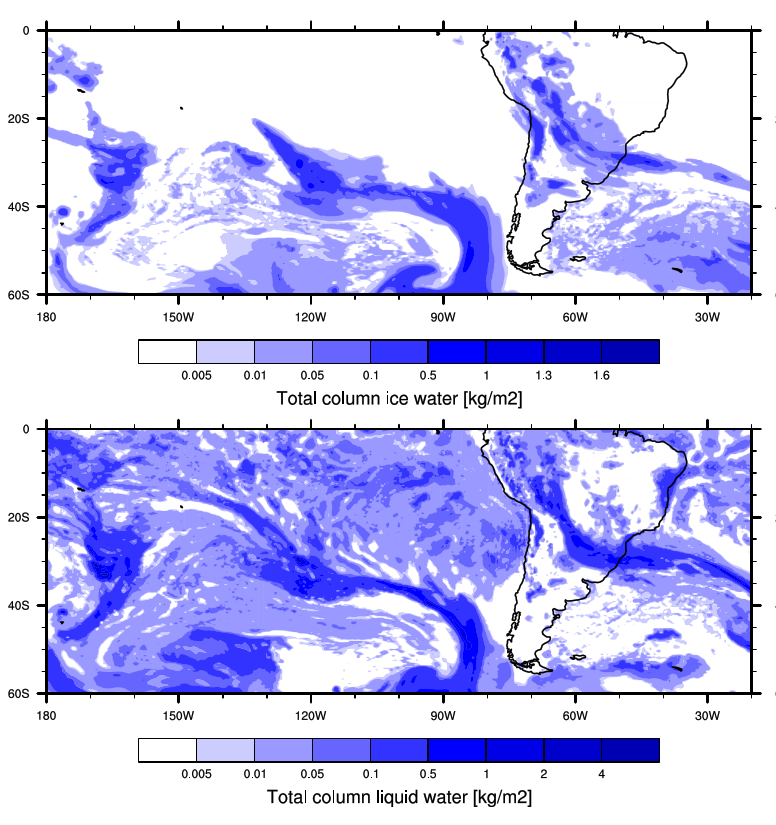 0
20S
40S
60S
180 150W 120W 90W 60W 30W
0.005 0.01 0.05 0.1 0.5 1 1.3 1.6
Total column ice water [kg/m2]
0
20S
40S
60S
180 150W 120W 90W 60W 30W
0.005 0.01 0.05 0.1 0.5 1 2 4
Total column liquid water [kg/m2]